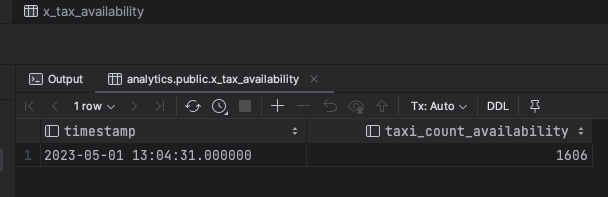 x_tax_availability
Output analytics.public.x_tax_availability
1 row Tx: Auto DDL
timestamp taxi_count_availability
1 2023-05-01 13:04:31.000000 1606